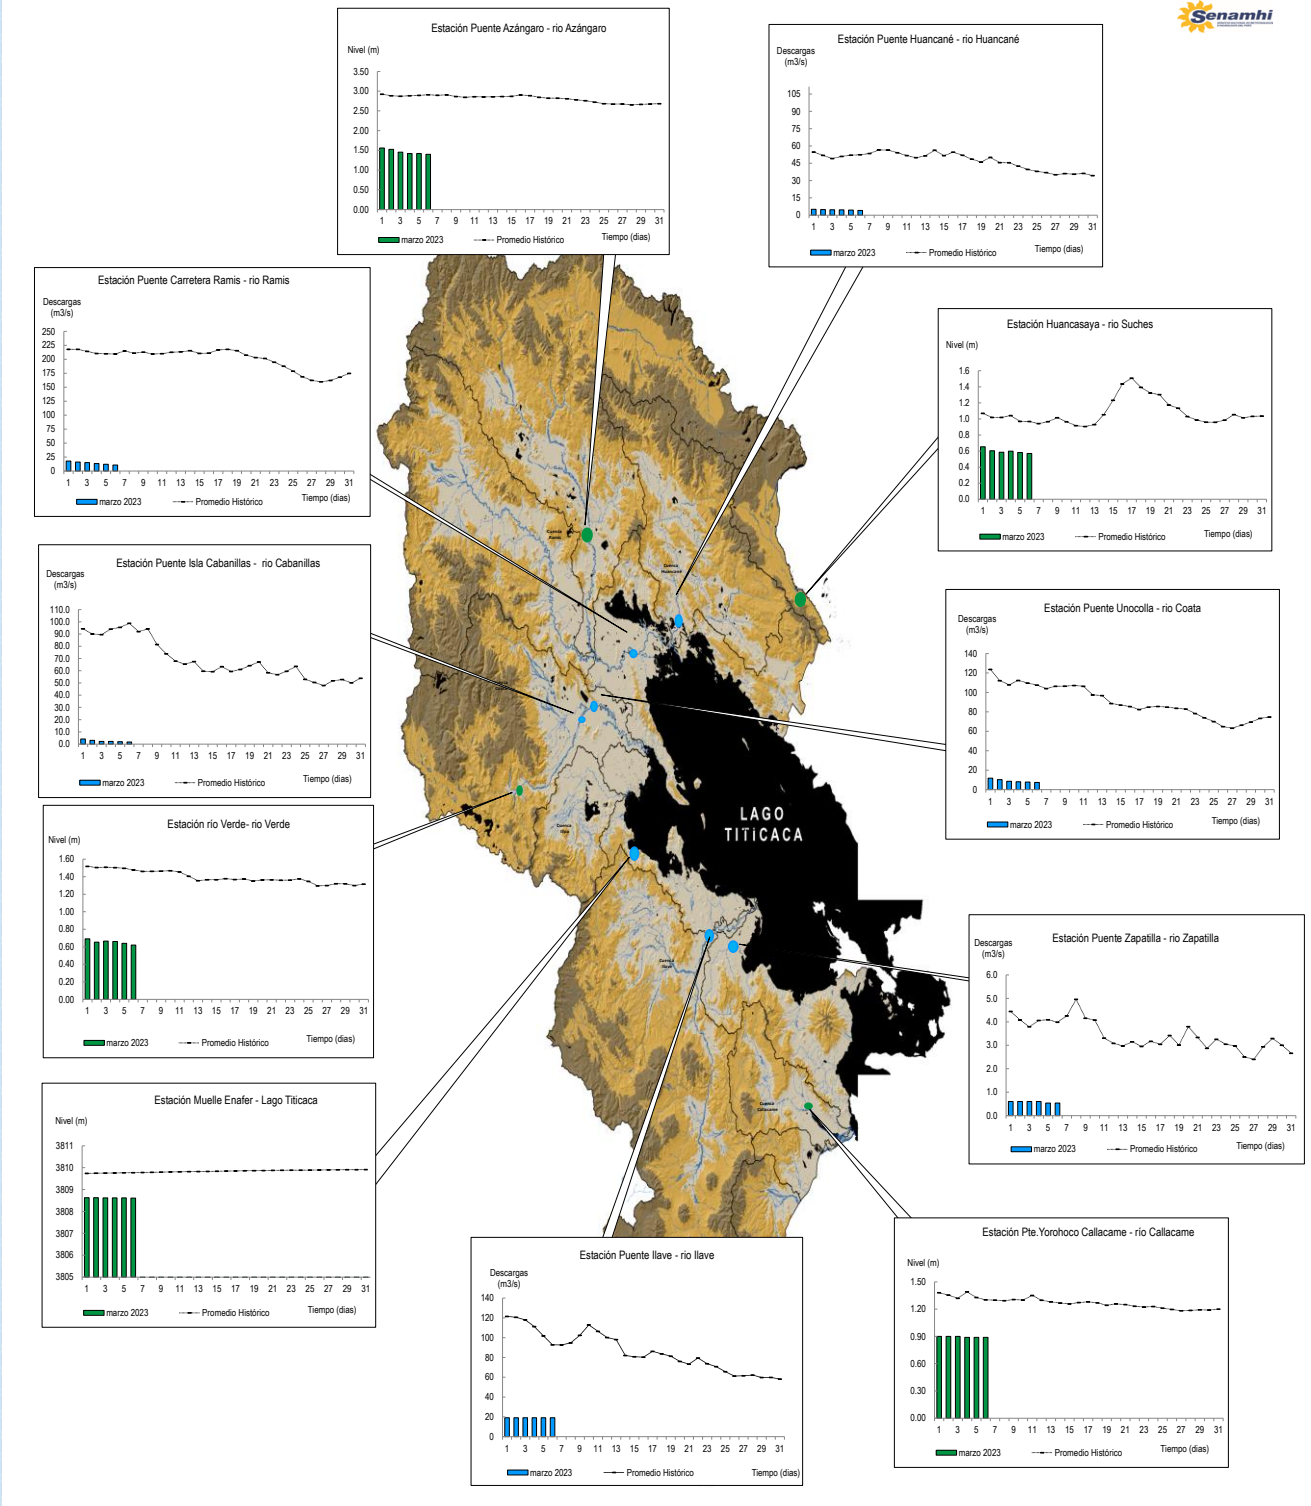 Senamhi
Estación Puente Azángaro - rio Azángaro
Nivel (m)
3.50
3.00
2.50
2.00
1.50
1.00
0.50
0.00
1 3 5 7 9 11 13 15 17 19 21 23 25 27 29 31
marzo 2023 Promedio Histórico Tiempo (dias)
Estación Puente Huancané - rio Huancané
Descargas
(m3/s)
105
90
75
60
45
30
15
0
1 3 5 7 9 11 13 15 17 19 21 23 25 27 29 31
Tiempo (dias)
marzo 2023 Promedio Histórico
Estación Puente Carretera Ramis - rio Ramis
Descargas
(m3/s)
250
225
200
175
150
125
100
75
50
25
0
1 3 5 7 9 11 13 15 17 19 21 23 25 27 29 31
marzo 2023 Promedio Histórico Tiempo (dias)
Estación Huancasaya - rio Suches
Nivel (m)
1.6
1.4
1.2
1.0
0.8
0.6
0.4
0.2
0.0
1 3 5 7 9 11 13 15 17 19 21 23 25 27 29 31
Tiempo (dias)
marzo 2023 Promedio Histórico
Estación Puente Isla Cabanillas - rio Cabanillas
Descargas
(m3/s)
110.0
100.0
90.0
80.0
70.0
60.0
50.0
40.0
30.0
20.0
10.0
0.0
1 3 5 7 9 11 13 15 17 19 21 23 25 27 29 31
marzo 2023 Promedio Histórico Tiempo (dias)
Estación Puente Unocolla - rio Coata
Descargas
(m3/s)
140
120
100
80
60
40
20
0
1 3 5 7 9 11 13 15 17 19 21 23 25 27 29 31
marzo 2023 Promedio Histórico Tiempo (dias)
Estación río Verde- rio Verde
Nivel (m)
1.60
1.40
1.20
1.00
0.80
0.60
0.40
0.20
0.00
1 3 5 7 9 11 13 15 17 19 21 23 25 27 29 31
marzo 2023 Promedio Histórico Tiempo (dias)
Cuenca
Huancané
Cuenca
Ilave
Cuenca
Callacame
LAGO
TITICACA
Estación Puente Zapatilla - rio Zapatilla
Descargas
(m3/s)
6.0
5.0
4.0
3.0
2.0
1.0
0.0
1 3 5 7 9 11 13 15 17 19 21 23 25 27 29 31
marzo 2023 Promedio Histórico Tiempo (dias)
Estación Muelle Enafer - Lago Titicaca
Nivel (m)
3811
3810
3809
3808
3807
3806
3805
1 3 5 7 9 11 13 15 17 19 21 23 25 27 29 31
marzo 2023 Promedio Histórico Tiempo (dias)
Estación Puente Ilave - rio Ilave
Descargas
(m3/s)
140
120
100
80
60
40
20
0
1 3 5 7 9 11 13 15 17 19 21 23 25 27 29 31
marzo 2023 Promedio Histórico Tiempo (dias)
Estación Pte.Yorohoco Callacame - río Callacame
Nivel (m)
1.50
1.20
0.90
0.60
0.30
0.00
1 3 5 7 9 11 13 15 17 19 21 23 25 27 29 31
marzo 2023 Promedio Histórico Tiempo (dias)